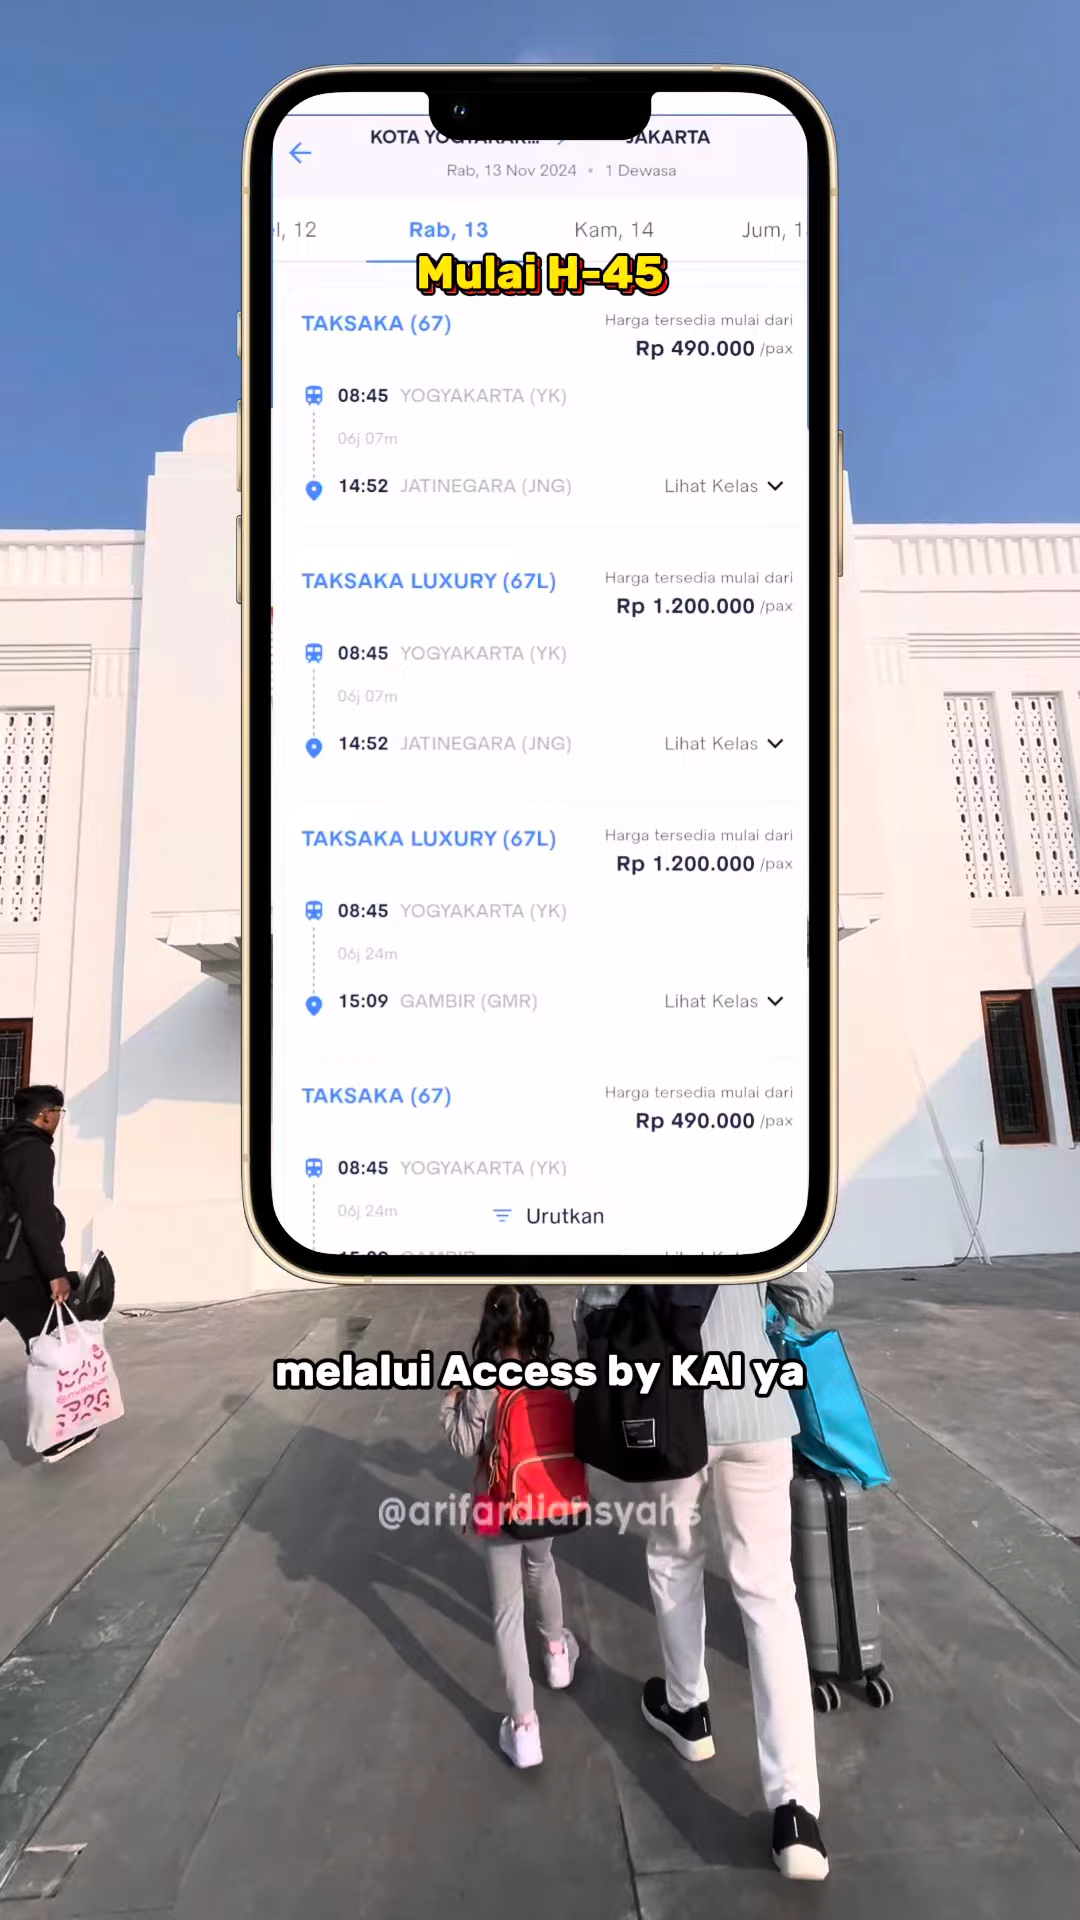 KOTA YOGYAKAR... JAKARTA
Rab, 13 Nov 2024 • 1 Dewasa
l, 12 Rab, 13 Kam, 14 Jum, 1
Mulai H-45
TAKSAKA (67) Harga tersedia mulai dari
Rp 490.000 /pax
08:45 YOGYAKARTA (YK)
06j 07m
14:52 JATINEGARA (JNG) Lihat Kelas
TAKSAKA LUXURY (67L) Harga tersedia mulai dari
Rp 1.200.000 /pax
08:45 YOGYAKARTA (YK)
06j 07m
14:52 JATINEGARA (JNG) Lihat Kelas
TAKSAKA LUXURY (67L) Harga tersedia mulai dari
Rp 1.200.000 /pax
08:45 YOGYAKARTA (YK)
06j 24m
15:09 GAMBIR (GMR) Lihat Kelas
TAKSAKA (67) Harga tersedia mulai dari
Rp 490.000 /pax
08:45 YOGYAKARTA (YK)
06j 24m
Urutkan
15:09 GAMBIR
melalui Access by KAI ya
@arifardiahsyahs